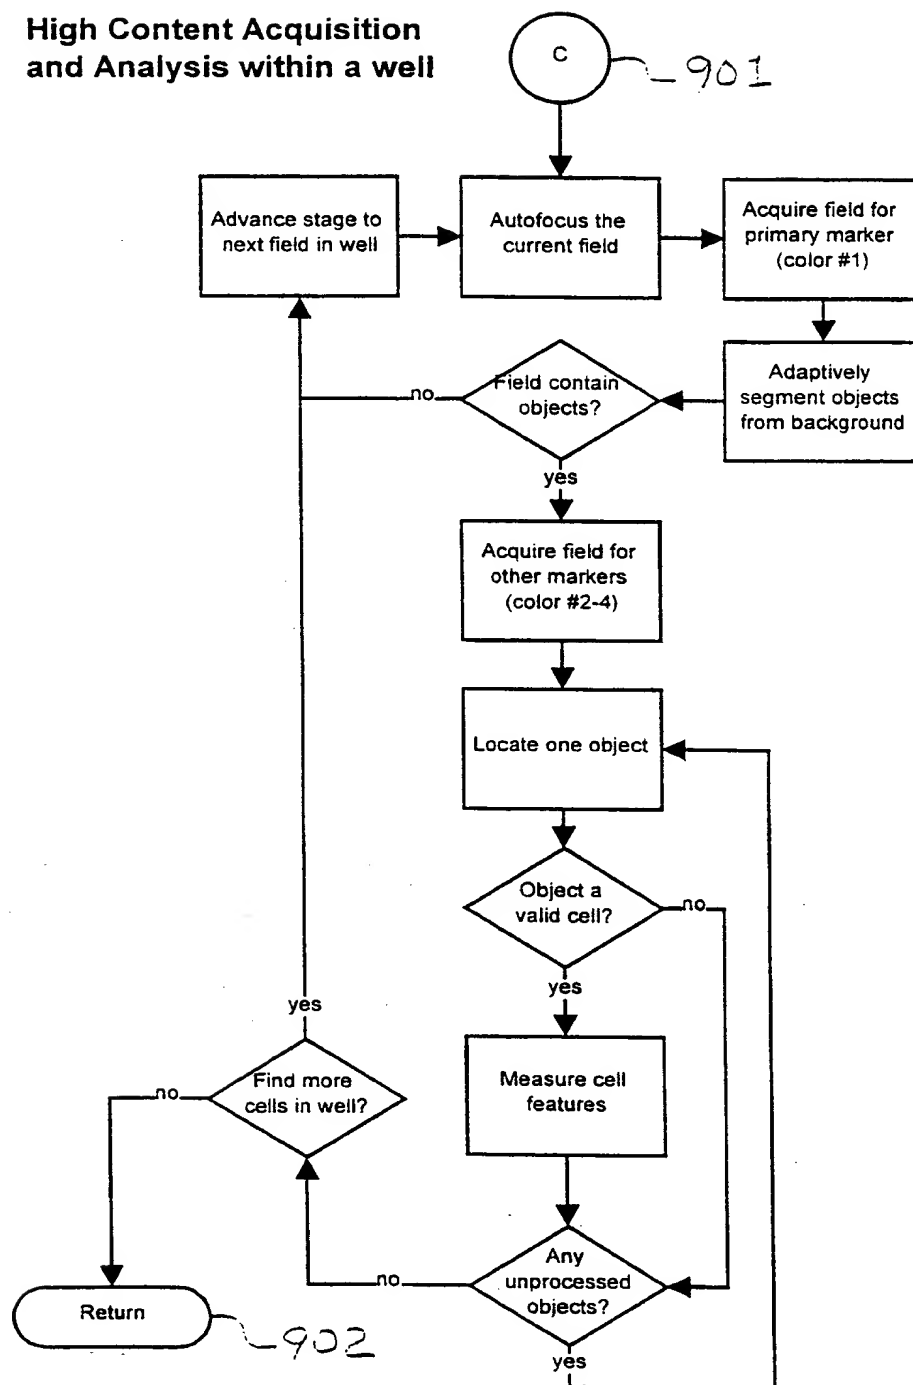 High Content Acquisition
and Analysis within a well
C
901
Advance stage to
next field in well
Autofocus the
current field
Acquire field for
primary marker
(color #1)
Field contain
objects?
no
Adaptively
segment objects
from background
yes
Acquire field for
other markers
(color #2-4)
Locate one object
Object a
valid cell?
no
yes
Measure cell
features
yes
Find more
cells in well?
no
Any
unprocessed
objects?
no
yes
Return
902